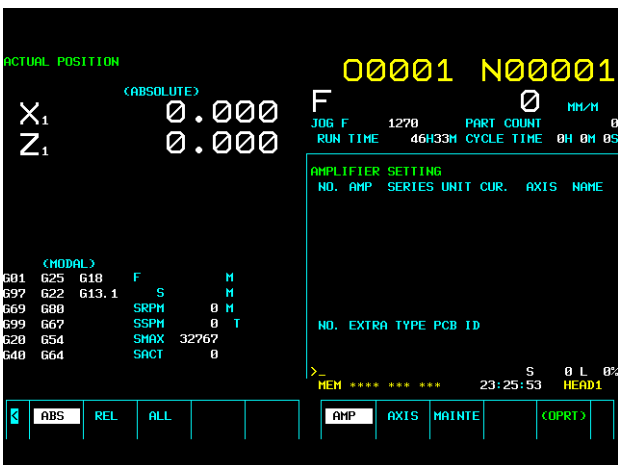 ACTUAL POSITION
O0001 N00001
(ABSOLUTE)
X1 0.000
Z1 0.000
F 0 MM/M
JOG F 1270 PART COUNT 0
RUN TIME 46H33M CYCLE TIME 0H 0M 0S
AMPLIFIER SETTING
NO. AMP SERIES UNIT CUR. AXIS NAME
(MODAL)
G01 G25 G18 F M
G97 G22 G13.1 S M
G69 G80 SRPM 0 M
G99 G67 SSPM 0 T
G20 G54 SMAX 32767
G40 G64 SACT 0
NO. EXTRA TYPE PCB ID
>_
S 0 L 0%
MEM **** *** *** 23:25:53 HEAD1
< ABS REL ALL
AMP AXIS MAINTE (OPRT)